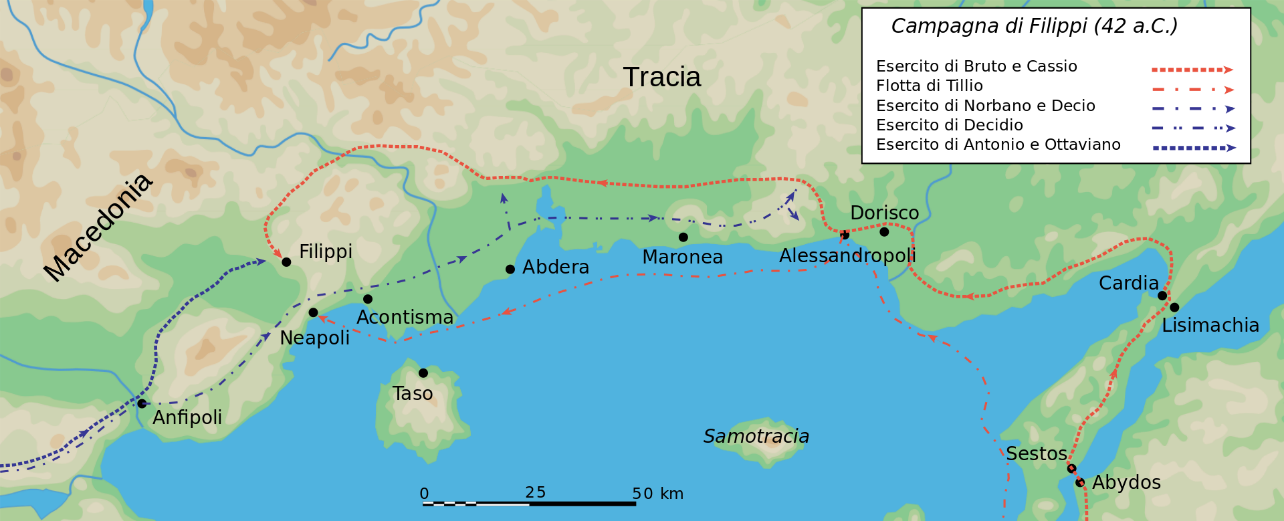 Campagna di Filippi (42 a.C.)
Esercito di Bruto e Cassio
Flotta di Tillio
Esercito di Norbano e Decio
Esercito di Decidio
Esercito di Antonio e Ottaviano
Tracia
Macedonia
Filippi
Dorisco
Maronea
Alessandropoli
Abdera
Cardia
Acontisma
Lisimachia
Neapoli
Taso
Anfipoli
Samotracia
Sestos
Abydos
0 25 50 km